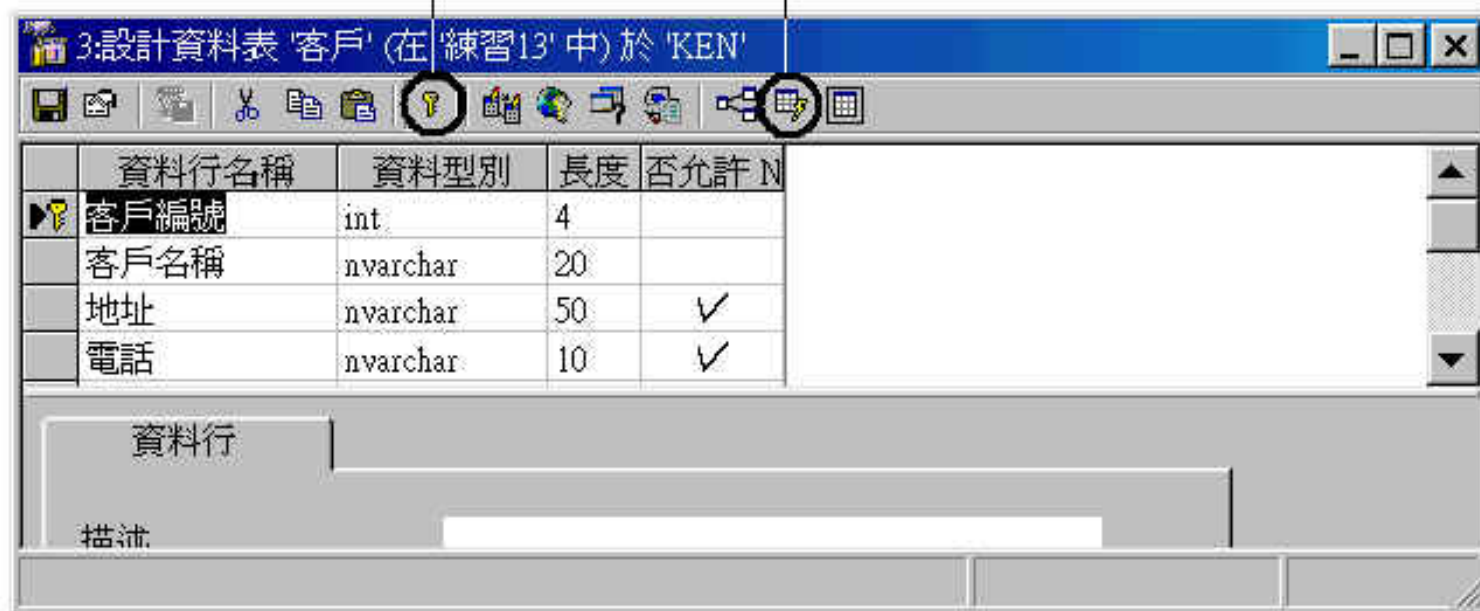 3:設計資料表 '客戶' (在 '練習13' 中) 於 'KEN'
資料行名稱 資料型別 長度 否允許 N
客戶編號 int 4
客戶名稱 nvarchar 20
地址 nvarchar 50
電話 nvarchar 10
資料行
描述